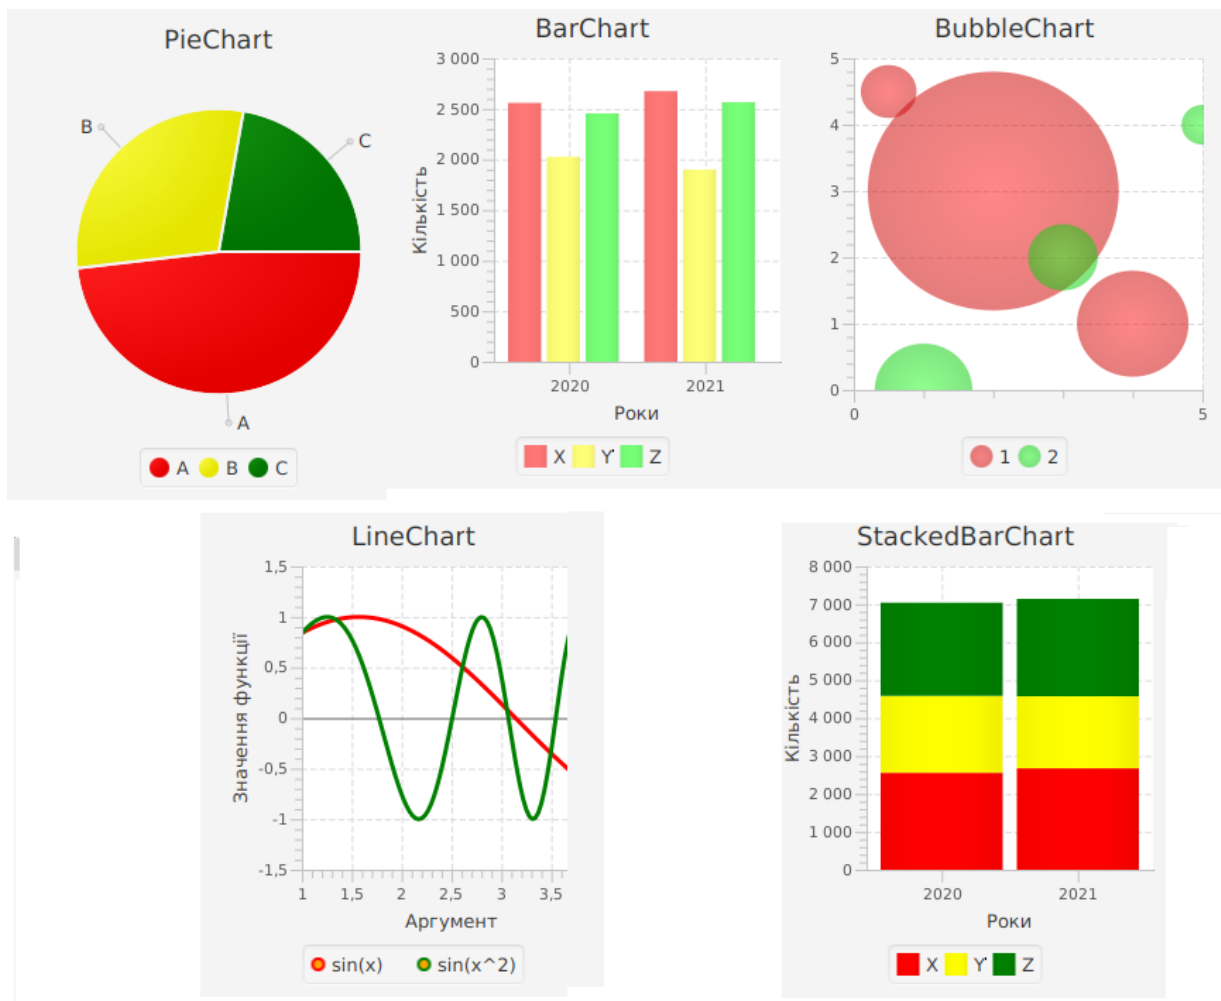 PieChart
B
C
A
A B C
BarChart
3 000
2 500
2 000
1 500
1 000
500
0
Кількість
2020 2021
Роки
X Y Z
BubbleChart
5
4
3
2
1
0
0 5
1 2
LineChart
1,5
1
0,5
0
-0,5
-1
-1,5
Значення функції
1 1,5 2 2,5 3 3,5
Аргумент
sin(x) sin(x^2)
StackedBarChart
8 000
7 000
6 000
5 000
4 000
3 000
2 000
1 000
0
Кількість
2020 2021
Роки
X Y Z